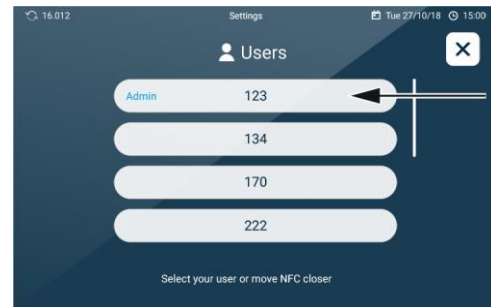 16.012 Settings Tue 27/10/18 15:00
Users
Admin 123
134
170
222
Select your user or move NFC closer